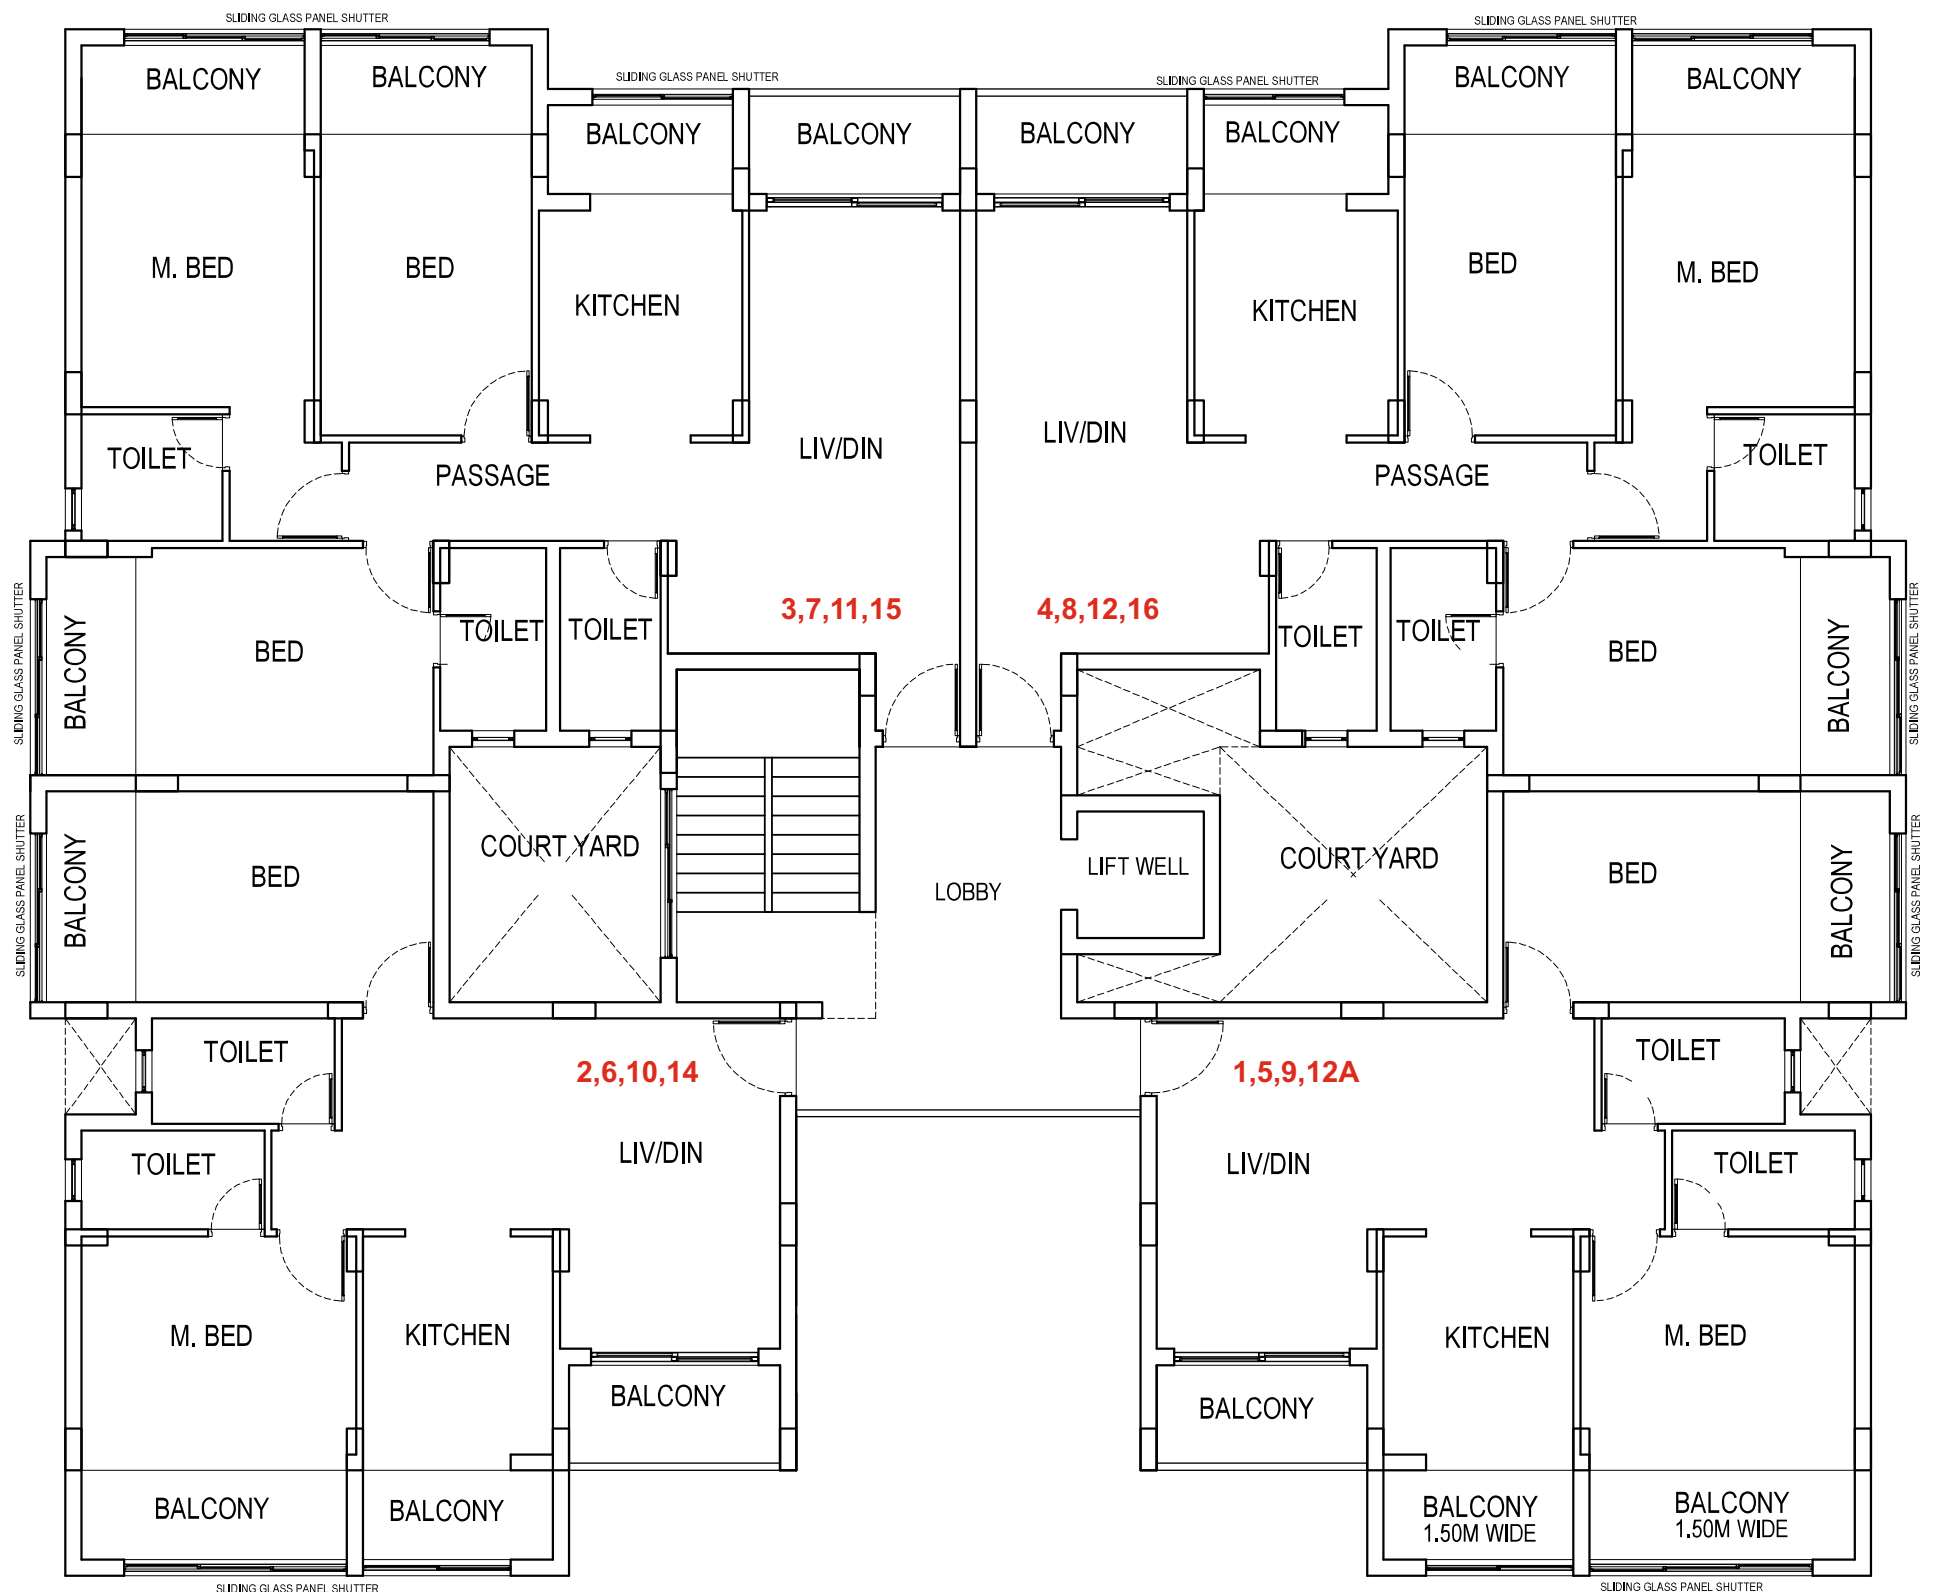 SLIDING GLASS PANEL SHUTTER
SLIDING GLASS PANEL SHUTTER
SLIDING GLASS PANEL SHUTTER
SLIDING GLASS PANEL SHUTTER
BALCONY
BALCONY
BALCONY
BALCONY
BALCONY
BALCONY
BALCONY
BALCONY
M. BED
BED
KITCHEN
KITCHEN
BED
M. BED
TOILET
PASSAGE
LIV/DIN
LIV/DIN
PASSAGE
TOILET
SLIDING GLASS PANEL SHUTTER
BALCONY
BED
TOILET
TOILET
3,7,11,15
4,8,12,16
TOILET
TOILET
BED
BALCONY
SLIDING GLASS PANEL SHUTTER
SLIDING GLASS PANEL SHUTTER
BALCONY
BED
COURT YARD
LOBBY
LIFT WELL
COURT YARD
BED
BALCONY
SLIDING GLASS PANEL SHUTTER
TOILET
2,6,10,14
1,5,9,12A
TOILET
TOILET
LIV/DIN
LIV/DIN
TOILET
M. BED
KITCHEN
KITCHEN
M. BED
BALCONY
BALCONY
BALCONY
BALCONY
BALCONY
1.50M WIDE
BALCONY
1.50M WIDE
SLIDING GLASS PANEL SHUTTER
SLIDING GLASS PANEL SHUTTER